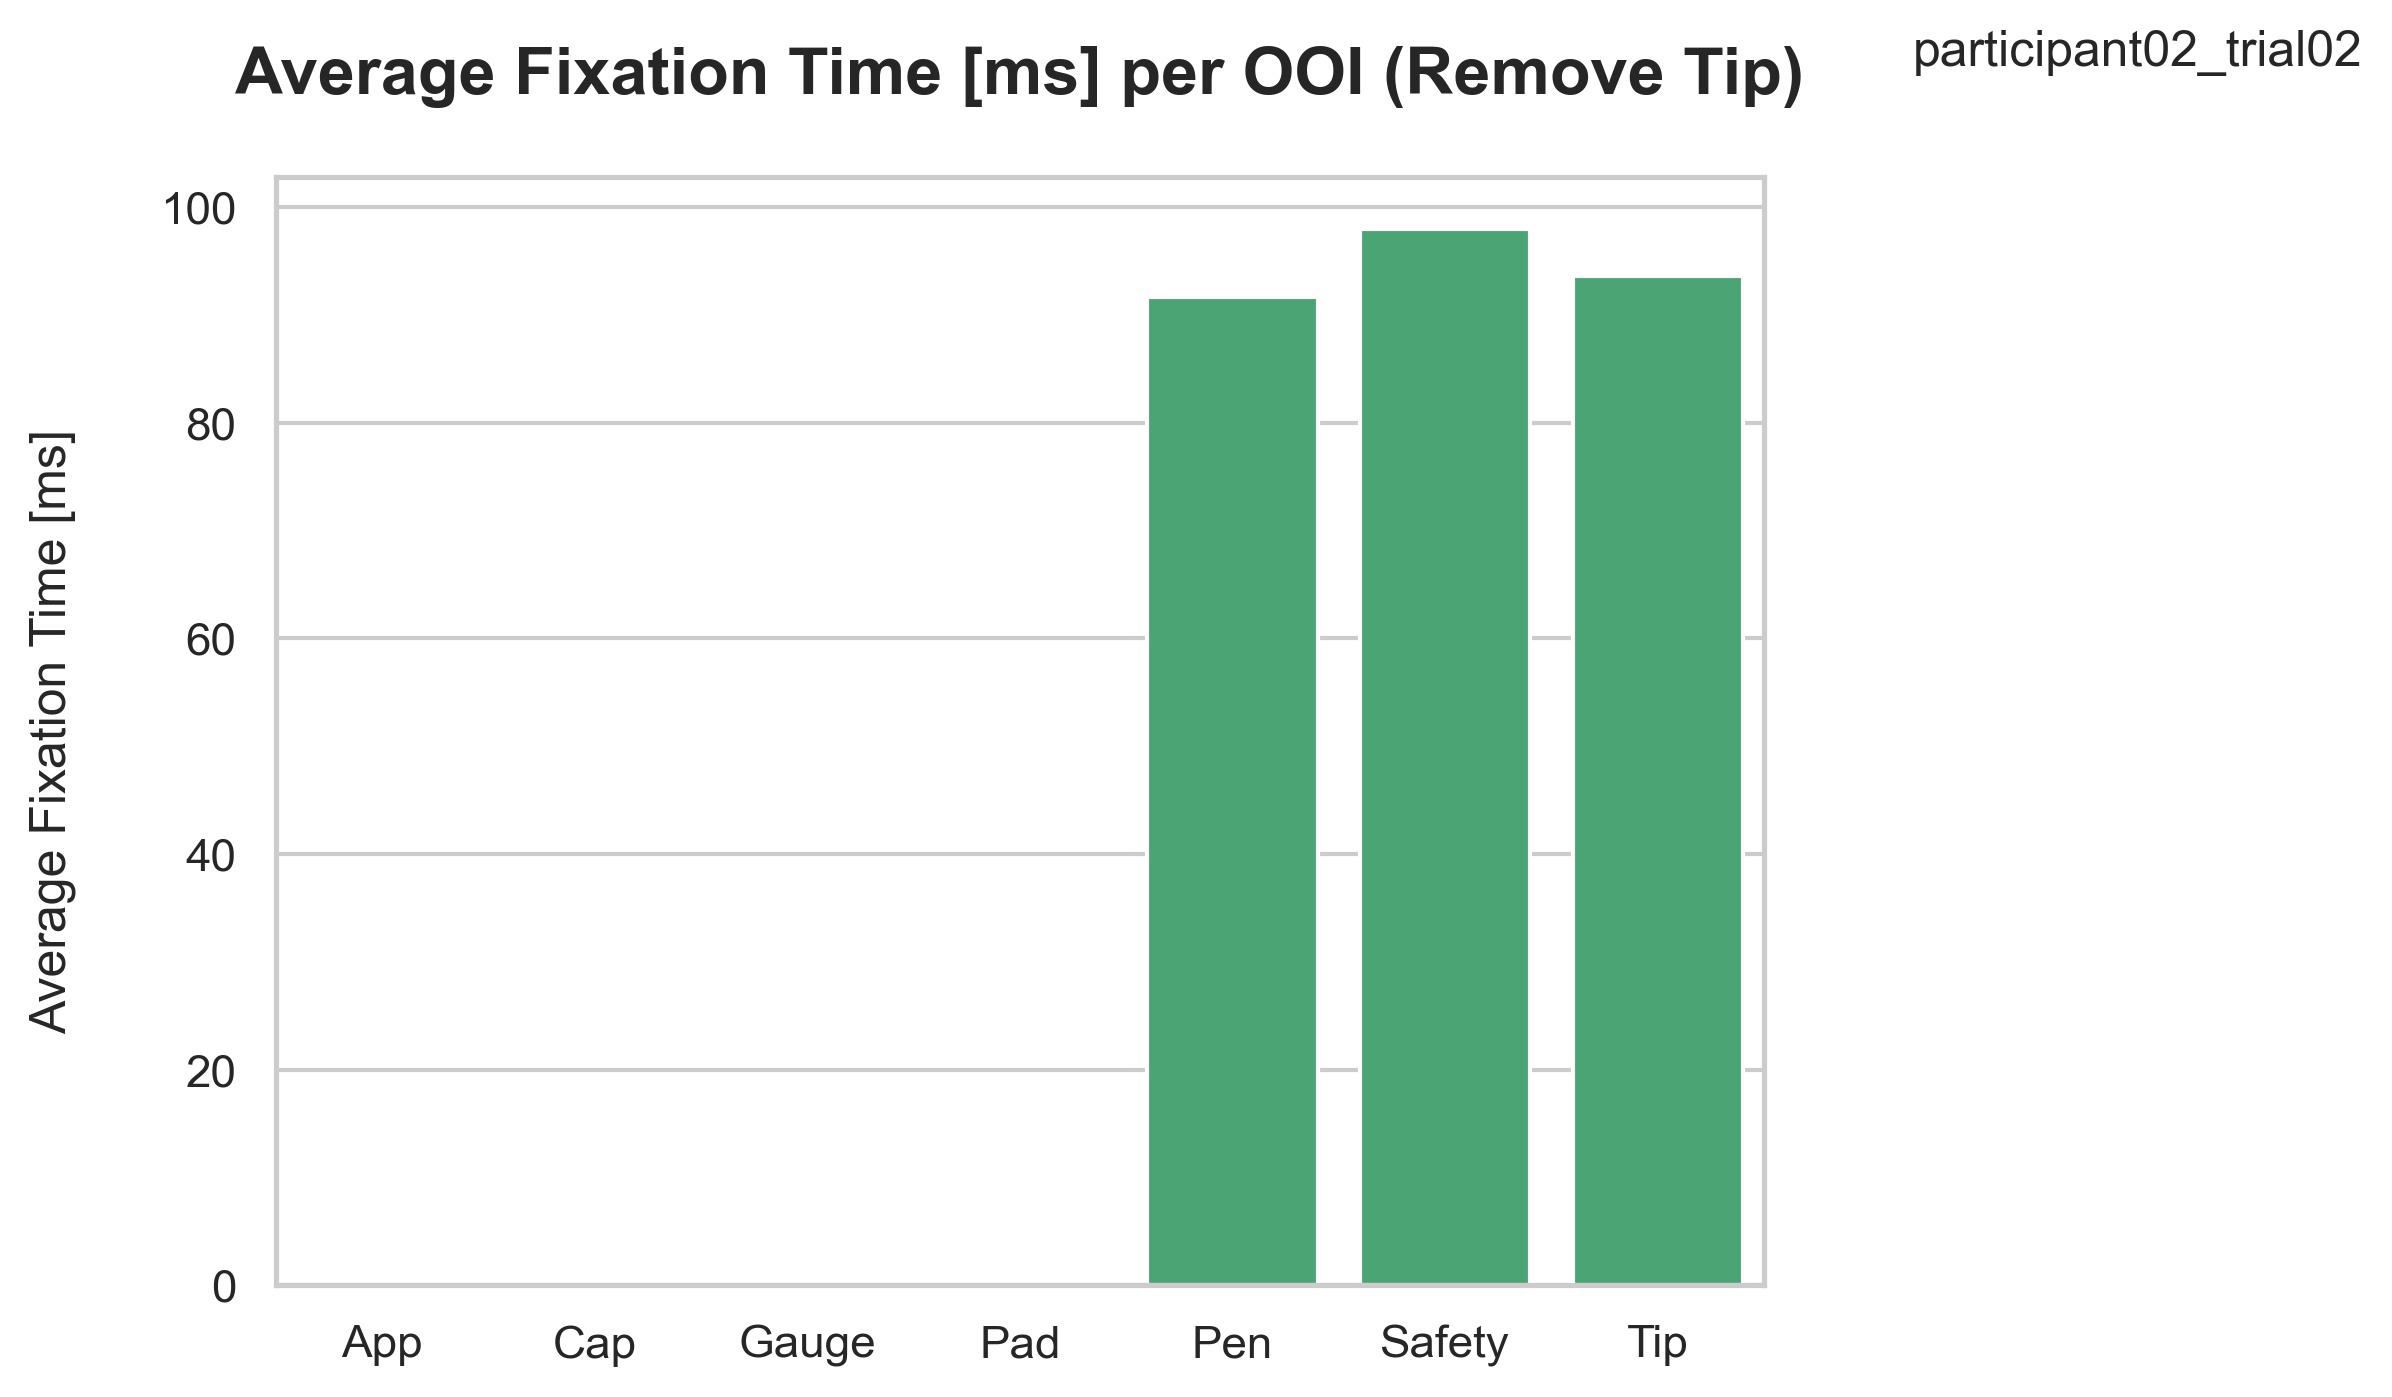 Average Fixation Time [ms] per OOI (Remove Tip)
participant02_trial02
Average Fixation Time [ms]
100
80
60
40
20
0
App Cap Gauge Pad Pen Safety Tip